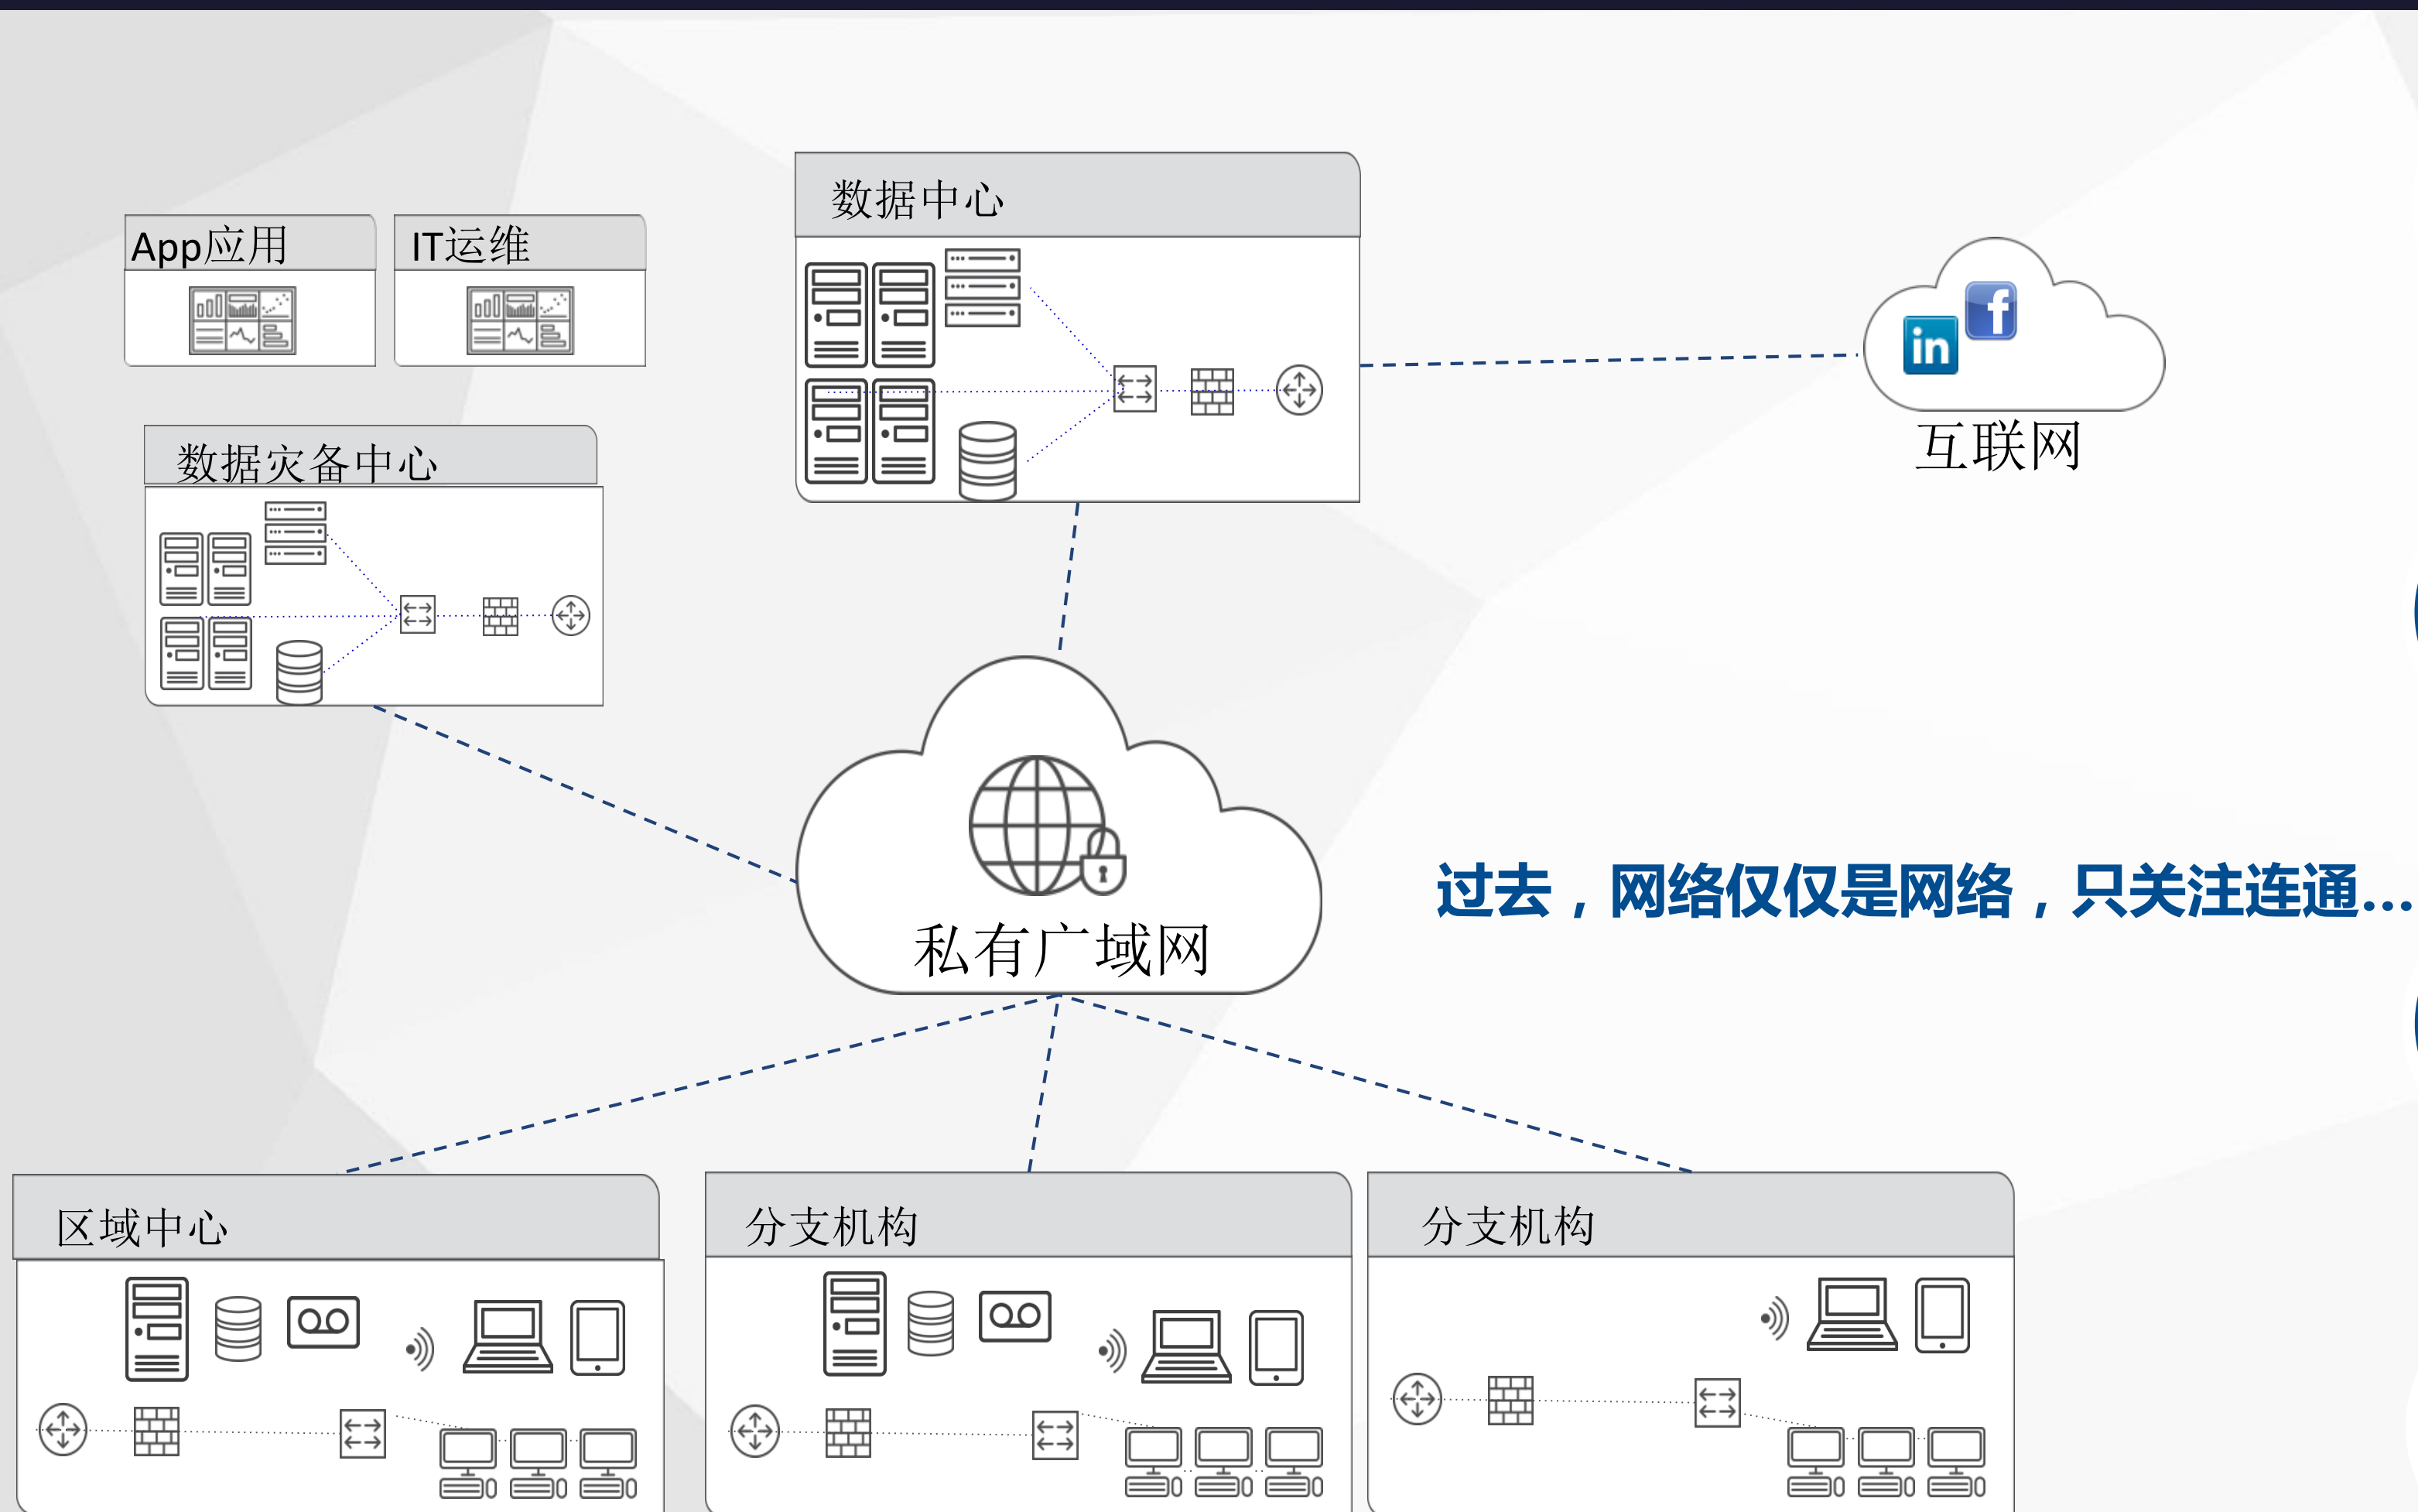 数据中心
App应用
IT运维
in
f
互联网
数据灾备中心
私有广域网
过去，网络仅仅是网络，只关注连通...
区域中心
分支机构
分支机构